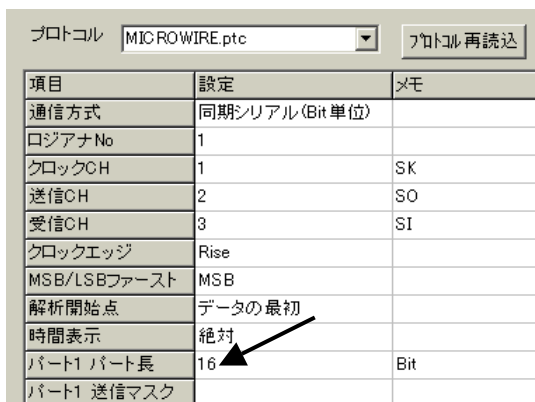 プロトコル MICROWIRE.ptc プロトコル再読込
項目 設定 メモ
通信方式 同期シリアル(Bit単位)
ロジアナNo 1
クロックCH 1 SK
送信CH 2 SO
受信CH 3 SI
クロックエッジ Rise
MSB/LSBファースト MSB
解析開始点 データの最初
時間表示 絶対
パート1 パート長 16 Bit
パート1 送信マスク